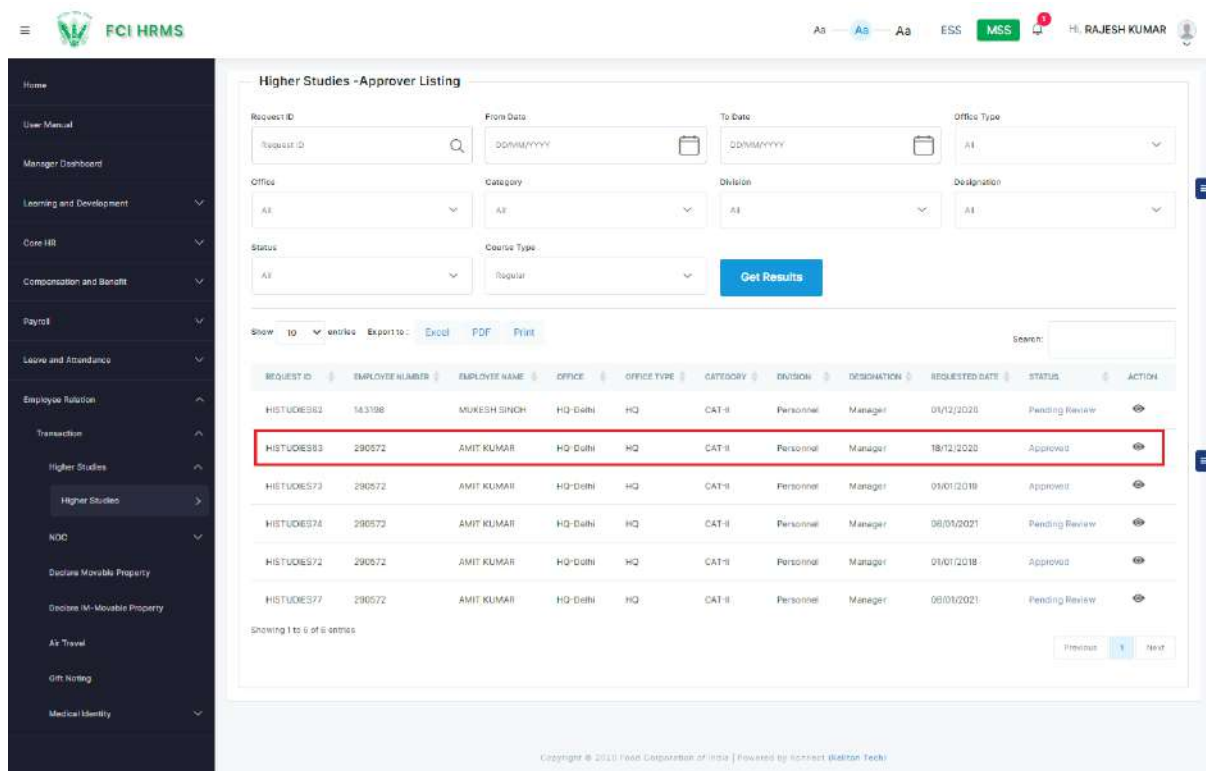 FCI HRMS
Aa Aa Aa ESS MSS 1 Hi, RAJESH KUMAR
Home
User Manual
Manager Dashboard
Learning and Development
Core HR
Compensation and Benefit
Payroll
Leave and Attendance
Employee Relation
Transaction
Higher Studies
Higher Studies
NOC
Declare Movable Property
Declare IM-Movable Property
Air Travel
Gift Noting
Medical Identity
Higher Studies -Approver Listing
Request ID From Date To Date Office Type
Request ID DD/MM/YYYY DD/MM/YYYY All
Office Category Division Designation
All All All All
Status Course Type
All Regular Get Results
Show 10 entries Export to : Excel PDF Print Search:
REQUEST ID EMPLOYEE NUMBER EMPLOYEE NAME OFFICE OFFICE TYPE CATEGORY DIVISION DESIGNATION REQUESTED DATE STATUS ACTION
HISTUDIES62 143198 MUKESH SINGH HQ-Delhi HQ CAT-II Personnel Manager 01/12/2020 Pending Review
HISTUDIES63 290572 AMIT KUMAR HQ-Delhi HQ CAT-II Personnel Manager 18/12/2020 Approved
HISTUDIES73 290572 AMIT KUMAR HQ-Delhi HQ CAT-II Personnel Manager 01/01/2019 Approved
HISTUDIES74 290572 AMIT KUMAR HQ-Delhi HQ CAT-II Personnel Manager 06/01/2021 Pending Review
HISTUDIES72 290572 AMIT KUMAR HQ-Delhi HQ CAT-II Personnel Manager 01/01/2018 Approved
HISTUDIES77 290572 AMIT KUMAR HQ-Delhi HQ CAT-II Personnel Manager 06/01/2021 Pending Review
Showing 1 to 6 of 6 entries
Previous 1 Next
Copyright © 2020 Food Corporation of India | Powered by Konnect (Kellton Tech)